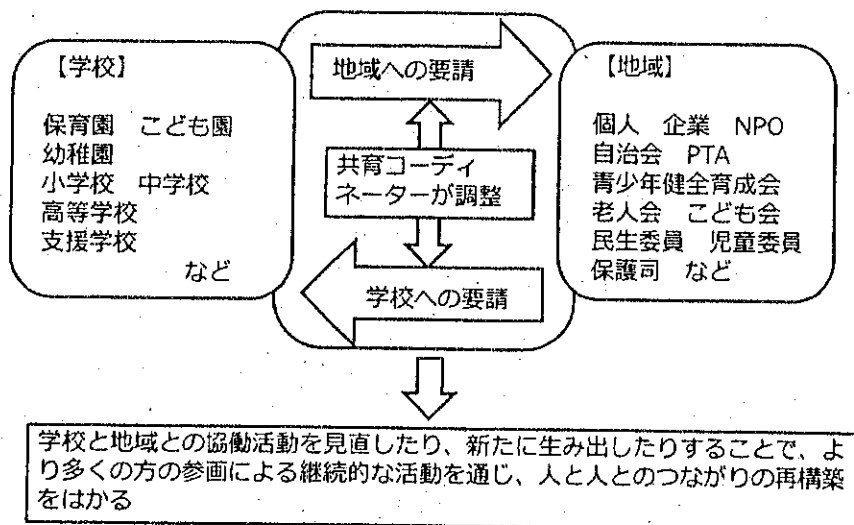 【学校】
保育園　こども園
幼稚園
小学校　中学校
高等学校
支援学校
など
地域への要請
共育コーディ
ネーターが調整
学校への要請
【地域】
個人　企業　NPO
自治会　PTA
青少年健全育成会
老人会　こども会
民生委員　児童委員
保護司　など
学校と地域との協働活動を見直したり、新たに生み出したりすることで、よ
り多くの方の参画による継続的な活動を通じ、人と人とのつながりの再構築
をはかる